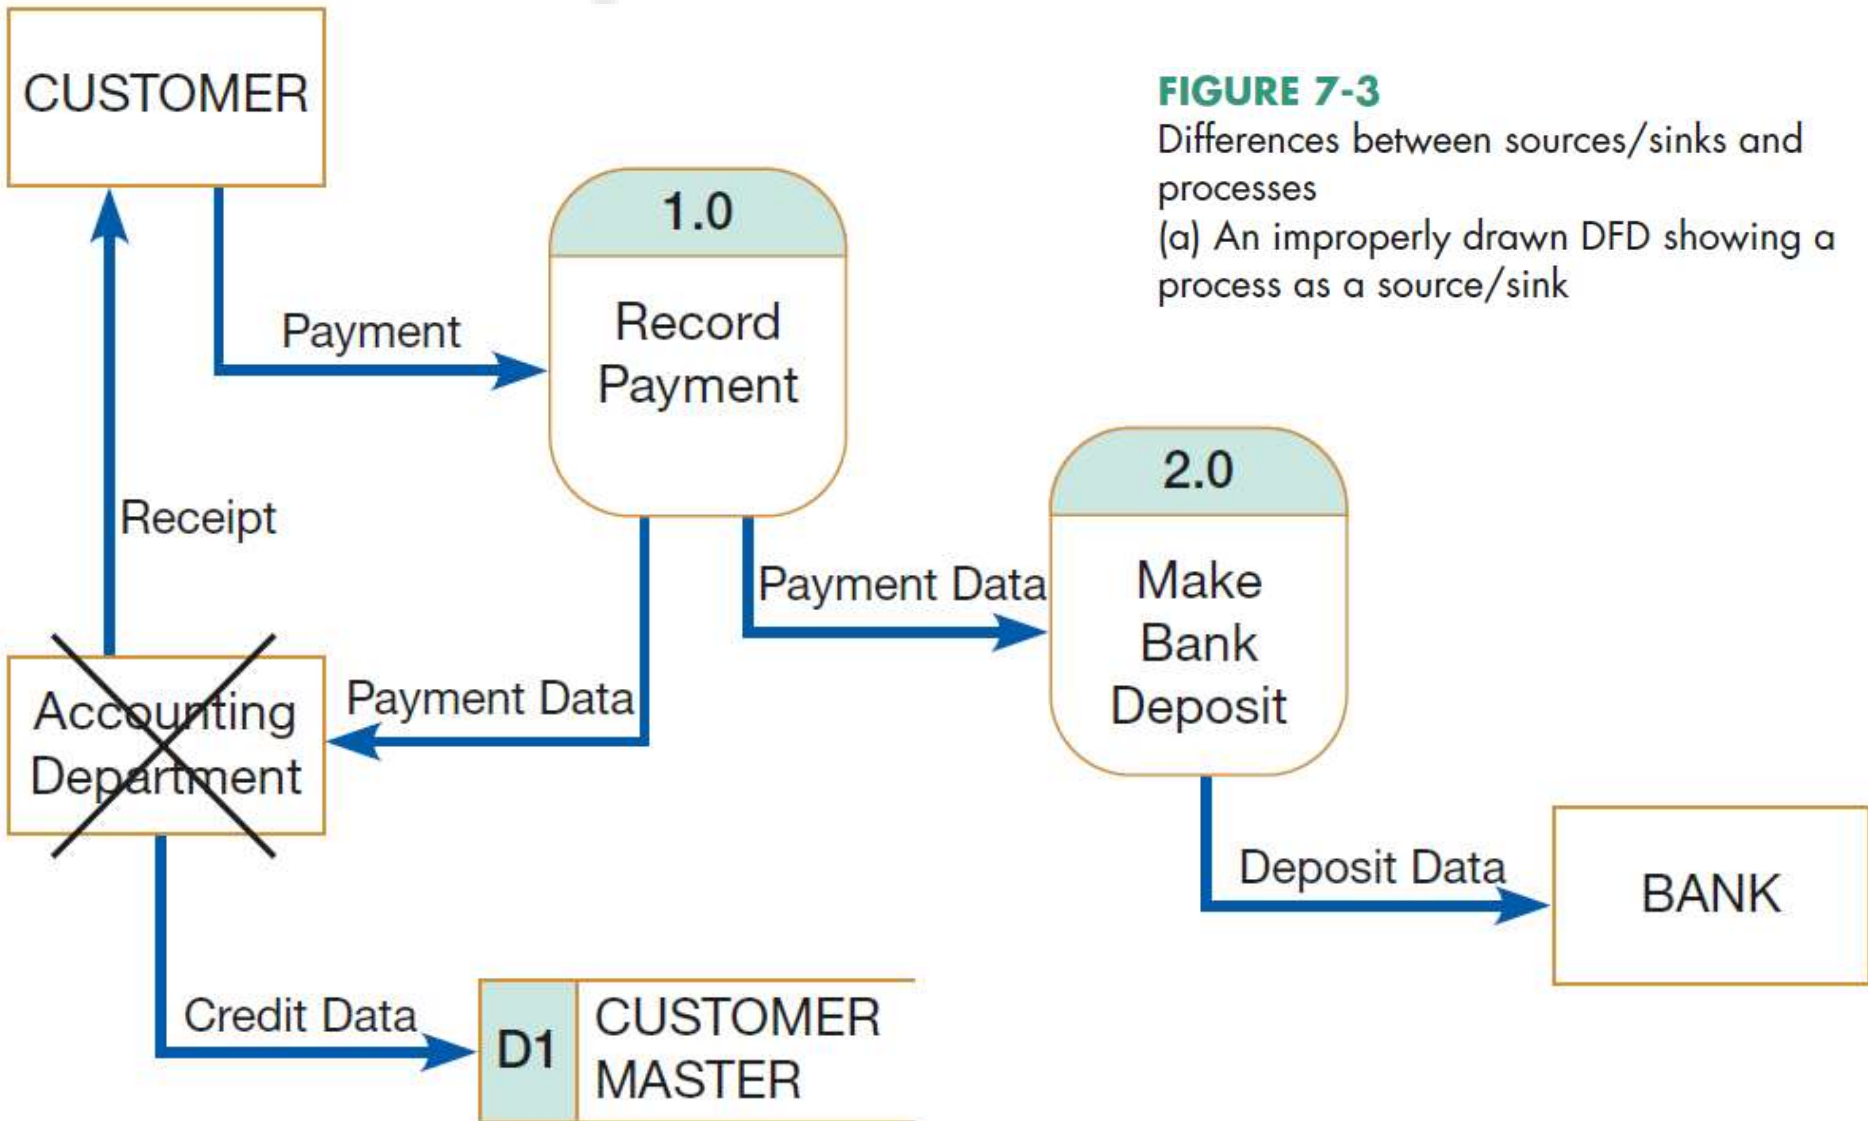 CUSTOMER
FIGURE 7-3
Differences between sources/sinks and
processes
(a) An improperly drawn DFD showing a
process as a source/sink
1.0
Record
Payment
Payment
Receipt
2.0
Make
Bank
Deposit
Payment Data
Payment Data
Accounting
Department
Deposit Data
BANK
Credit Data
D1
CUSTOMER
MASTER